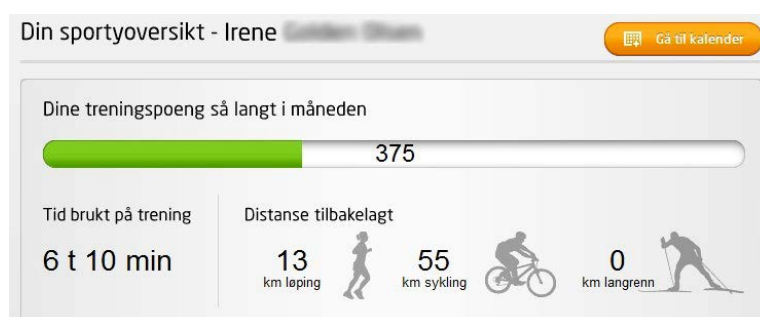 Din sportyoversikt - Irene
Gå til kalender
Dine treningspoeng så langt i måneden
375
Tid brukt på trening
Distanse tilbakelagt
6 t 10 min
13
km løping
55
km sykling
0
km langrenn